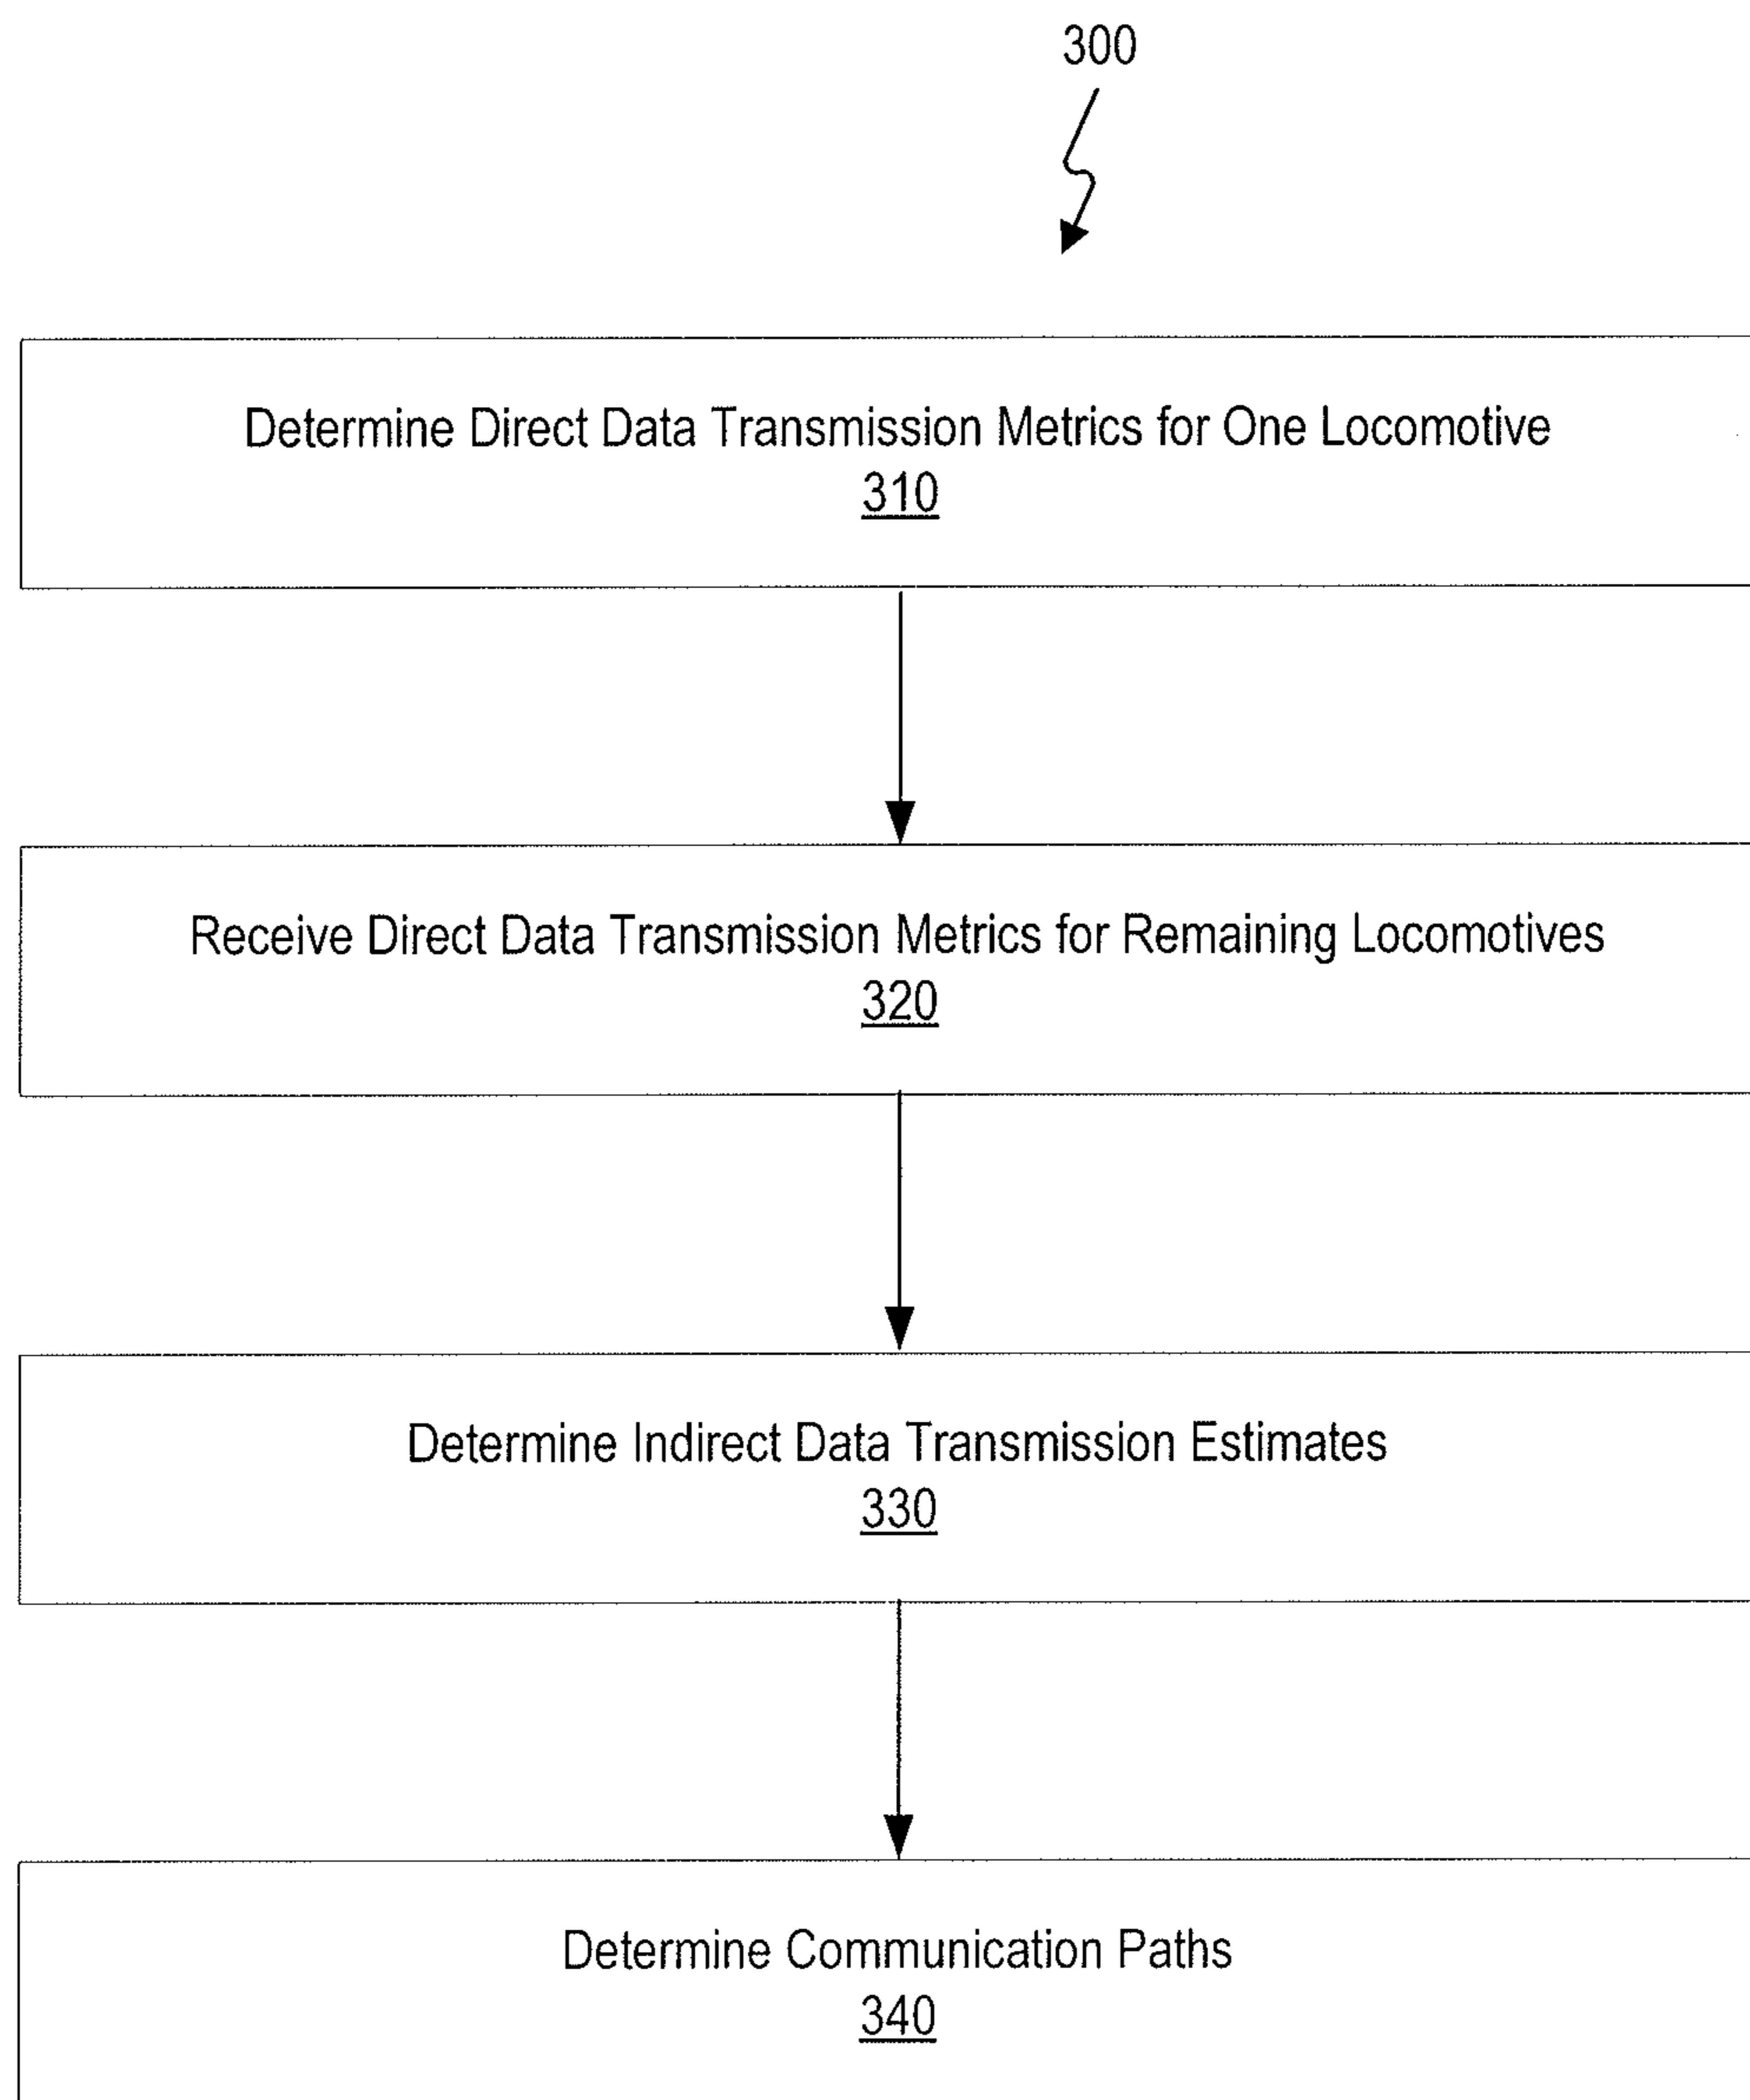 300
Determine Direct Data Transmission Metrics for One Locomotive
310
Receive Direct Data Transmission Metrics for Remaining Locomotives
320
Determine Indirect Data Transmission Estimates
330
Determine Communication Paths
340